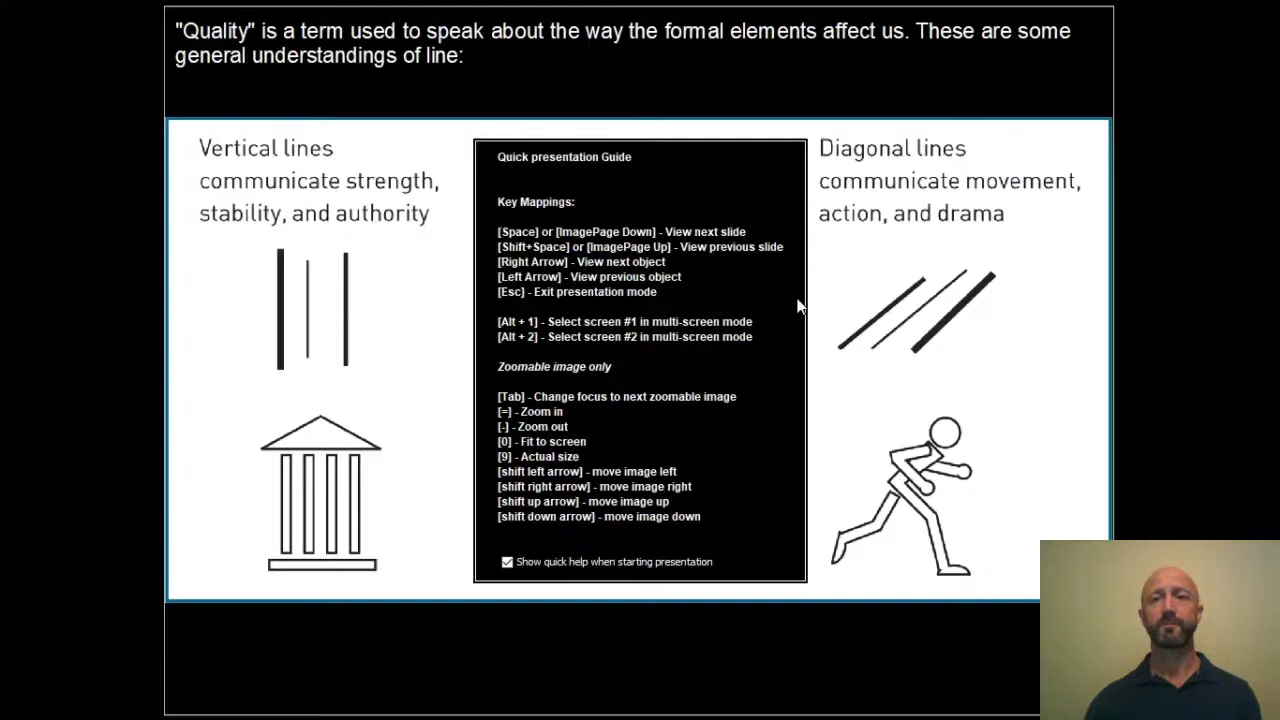 "Quality" is a term used to speak about the way the formal elements affect us. These are some
general understandings of line:
Vertical lines
communicate strength,
stability, and authority
Quick presentation Guide
Key Mappings:
[Space] or [ImagePage Down] - View next slide
[Shift+Space] or [ImagePage Up] - View previous slide
[Right Arrow] - View next object
[Left Arrow] - View previous object
[Esc] - Exit presentation mode
[Alt + 1] - Select screen #1 in multi-screen mode
[Alt + 2] - Select screen #2 in multi-screen mode
Zoomable image only
[Tab] - Change focus to next zoomable image
[=] - Zoom in
[-] - Zoom out
[0] - Fit to screen
[9] - Actual size
[shift left arrow] - move image left
[shift right arrow] - move image right
[shift up arrow] - move image up
[shift down arrow] - move image down
Show quick help when starting presentation
Diagonal lines
communicate movement,
action, and drama